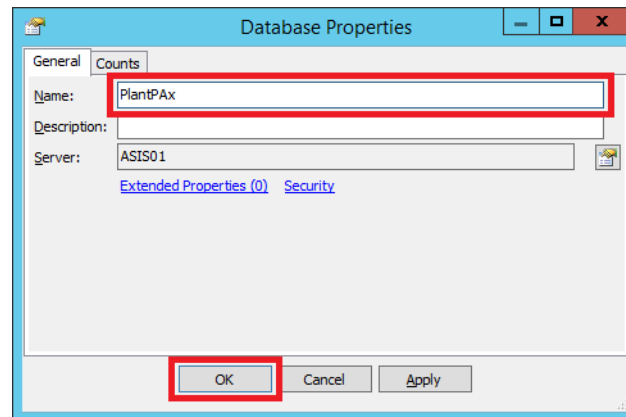 Database Properties
General Counts
Name: PlantPAx
Description:
Server: ASIS01
Extended Properties (0) Security
OK Cancel Apply